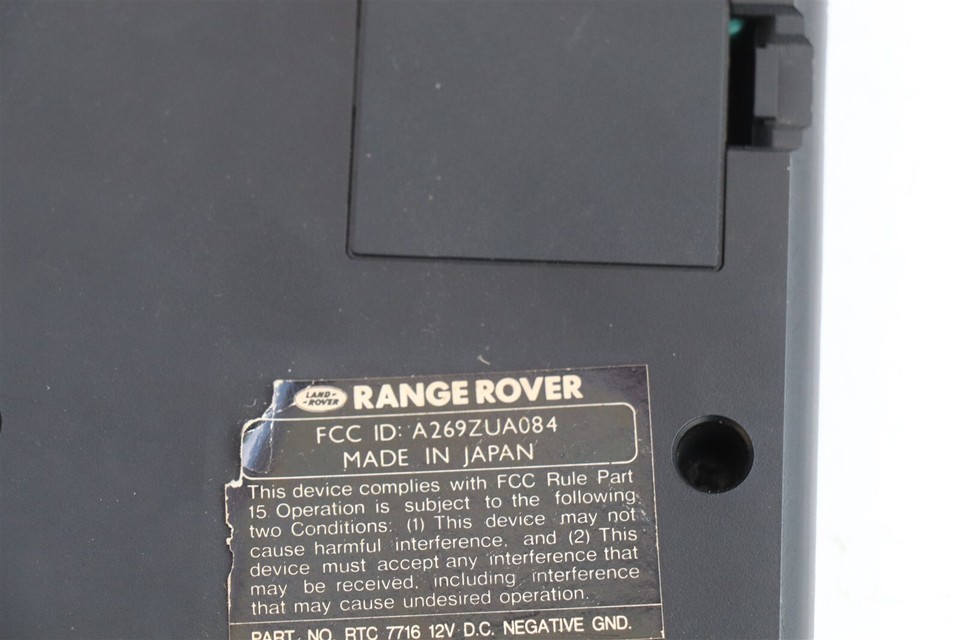 LAND-
-ROVER
RANGE ROVER
FCC ID: A269ZUA084
MADE IN JAPAN
This device complies with FCC Rule Part
15. Operation is subject to the following
two Conditions: (1) This device may not
cause harmful interference, and (2) This
device must accept any interference that
may be received, including interference
that may cause undesired operation.
PART. NO. RTC 7716 12V D.C. NEGATIVE GND.